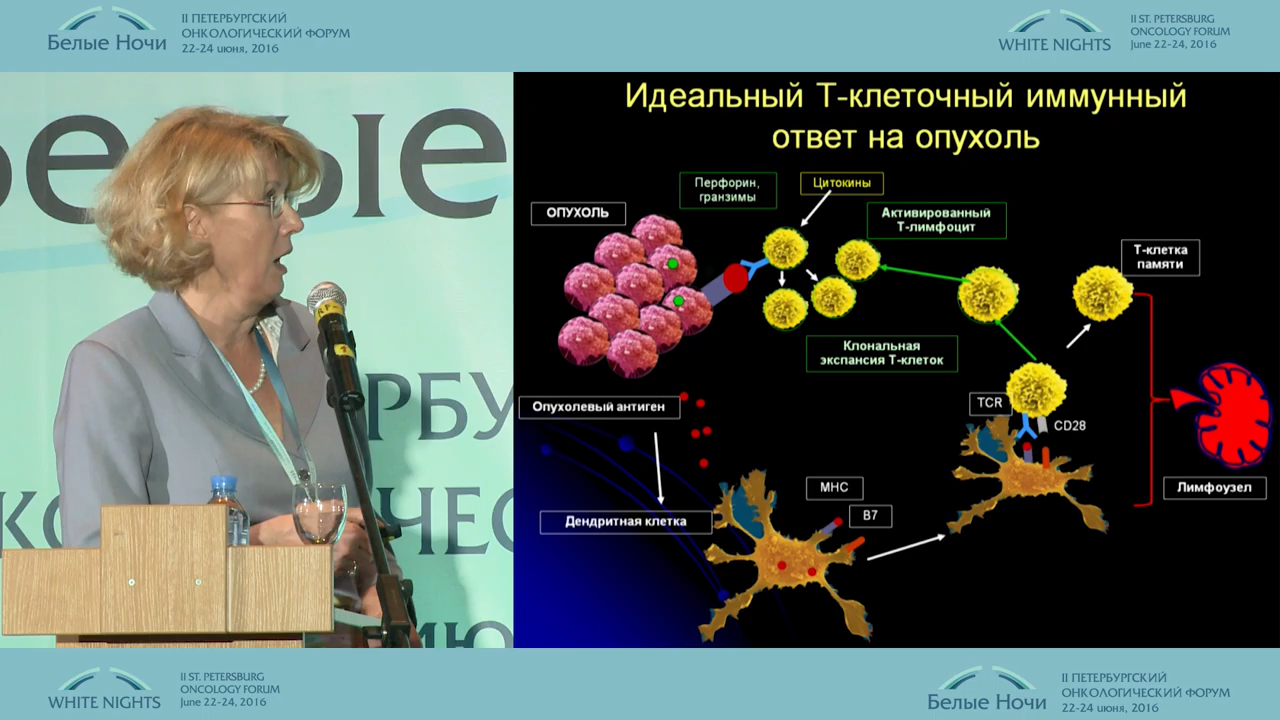 II ПЕТЕРБУРГСКИЙ
ОНКОЛОГИЧЕСКИЙ ФОРУМ
Белые Ночи
22-24 июня, 2016
II ST. PETERSBURG
ONCOLOGY FORUM
WHITE NIGHTS
June 22-24, 2016
Идеальный Т-клеточный иммунный
ответ на опухоль
Перфорин,
гранзимы
Цитокины
ОПУХОЛЬ
Активированный
Т-лимфоцит
Т-клетка
памяти
Клональная
экспансия Т-клеток
Опухолевый антиген
TCR
CD28
MHC
B7
Лимфоузел
Дендритная клетка
елые
РБУ
ЧЕС
II ST. PETERSBURG
ONCOLOGY FORUM
WHITE NIGHTS
June 22-24, 2016
II ПЕТЕРБУРГСКИЙ
ОНКОЛОГИЧЕСКИЙ ФОРУМ
Белые Ночи
22-24 июня, 2016